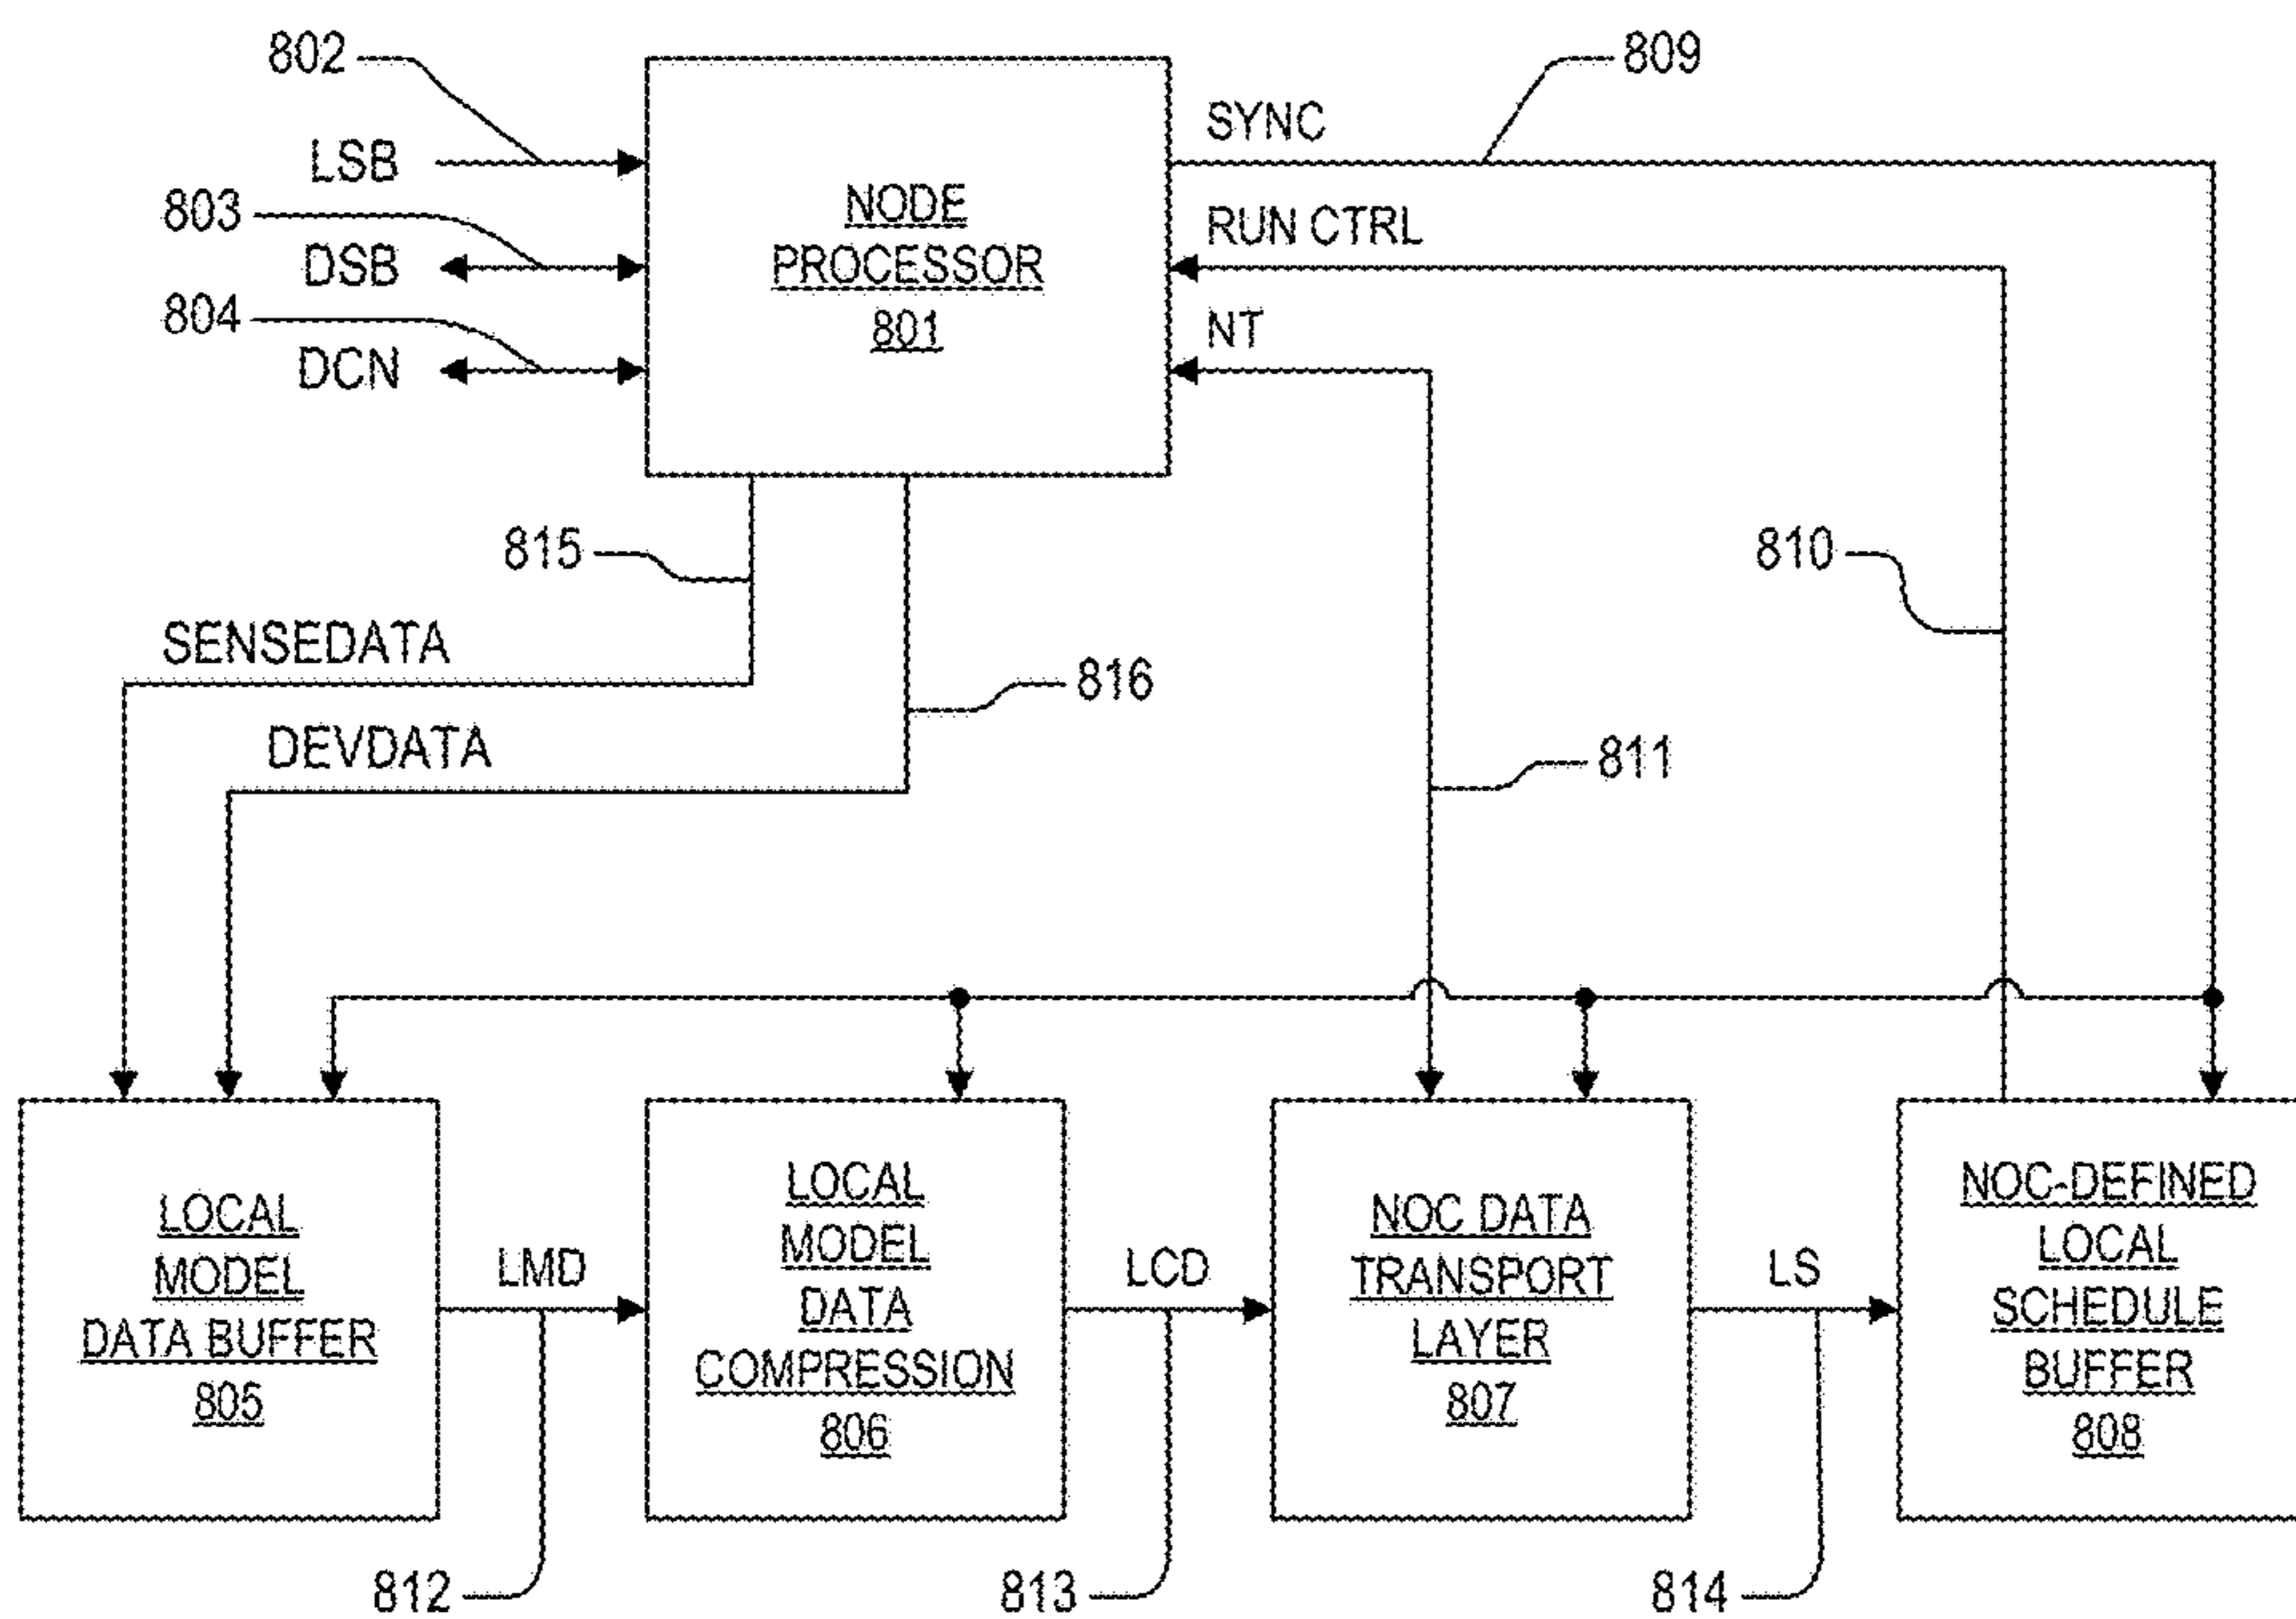 802
809
SYNC
LSB
803
NODE
PROCESSOR
801
RUN CTRL
DSB
804
NT
DCN
815
810
SENSEDATA
816
DEVDATA
811
LOCAL
MODEL
DATA BUFFER
805
LMD
LOCAL
MODEL
DATA
COMPRESSION
806
LCD
NOC DATA
TRANSPORT
LAYER
807
LS
NOC-DEFINED
LOCAL
SCHEDULE
BUFFER
808
812
813
814